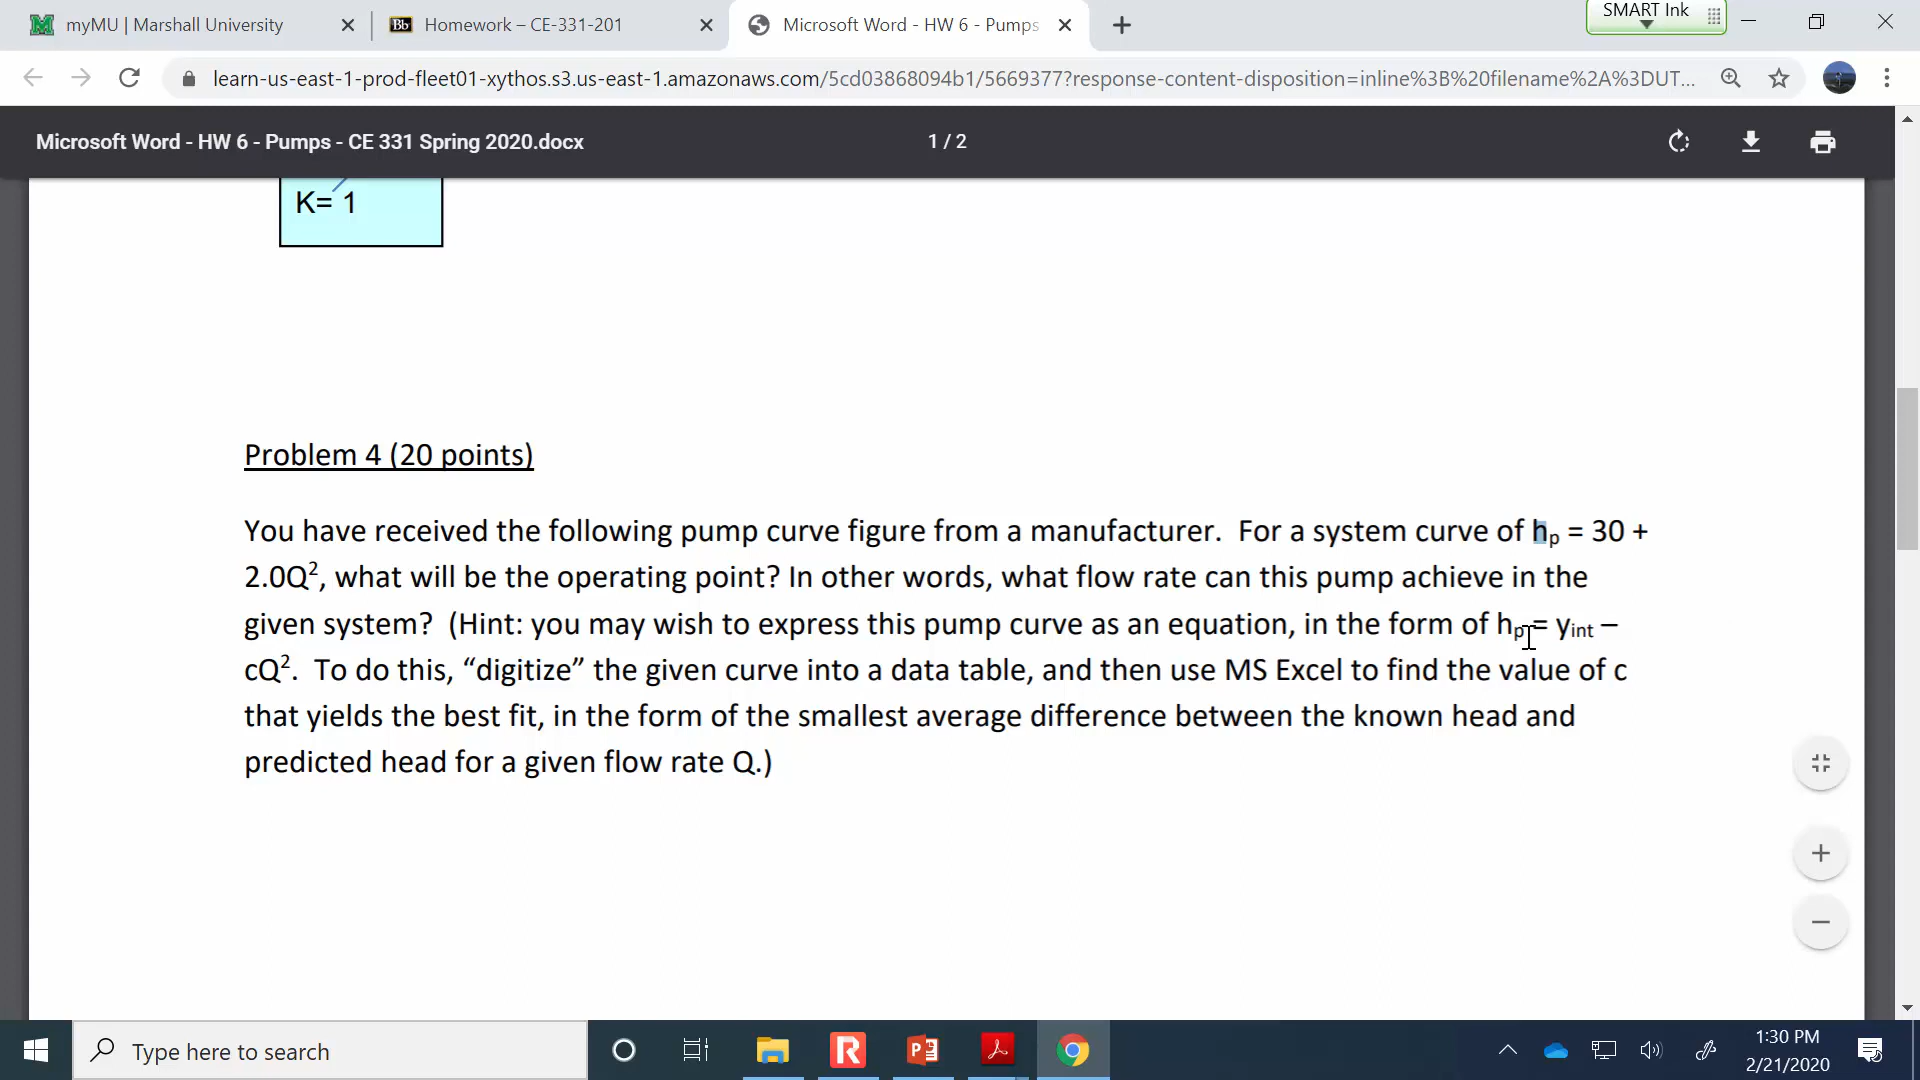 myMU | Marshall University
Homework – CE-331-201
Microsoft Word - HW 6 - Pumps
SMART Ink
learn-us-east-1-prod-fleet01-xythos.s3.us-east-1.amazonaws.com/5cd03868094b1/5669377?response-content-disposition=inline%3B%20filename%2A%3DUT...
Microsoft Word - HW 6 - Pumps - CE 331 Spring 2020.docx
1 / 2
K= 1
Problem 4 (20 points)
You have received the following pump curve figure from a manufacturer.  For a system curve of hp = 30 +
2.0Q², what will be the operating point? In other words, what flow rate can this pump achieve in the
given system?  (Hint: you may wish to express this pump curve as an equation, in the form of hp = yint –
cQ².  To do this, “digitize” the given curve into a data table, and then use MS Excel to find the value of c
that yields the best fit, in the form of the smallest average difference between the known head and
predicted head for a given flow rate Q.)
Type here to search
1:30 PM
2/21/2020